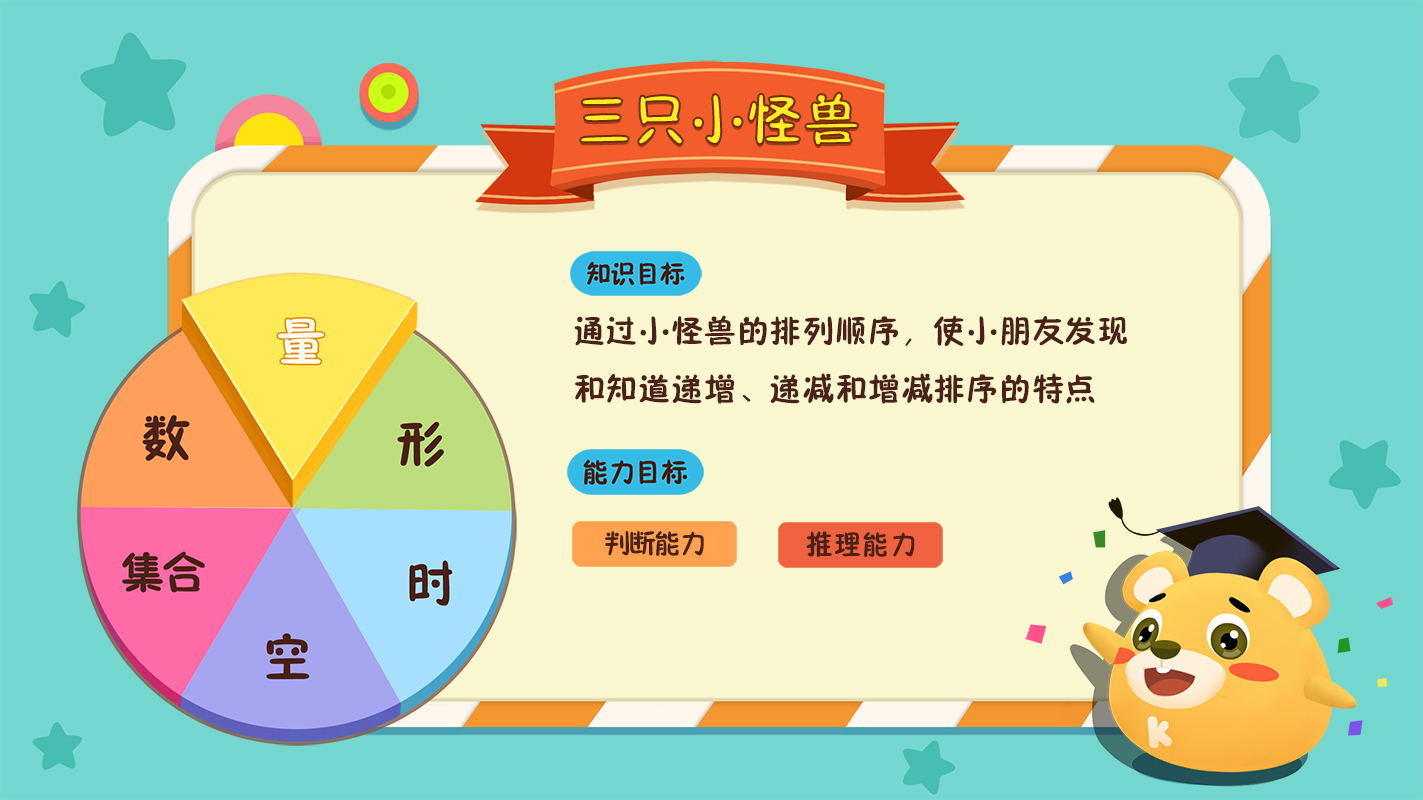 三只小怪兽
量
数
形
集合
时
空
知识目标
通过小怪兽的排列顺序，使小朋友发现
和知道递增、递减和增减排序的特点
能力目标
判断能力
推理能力
K